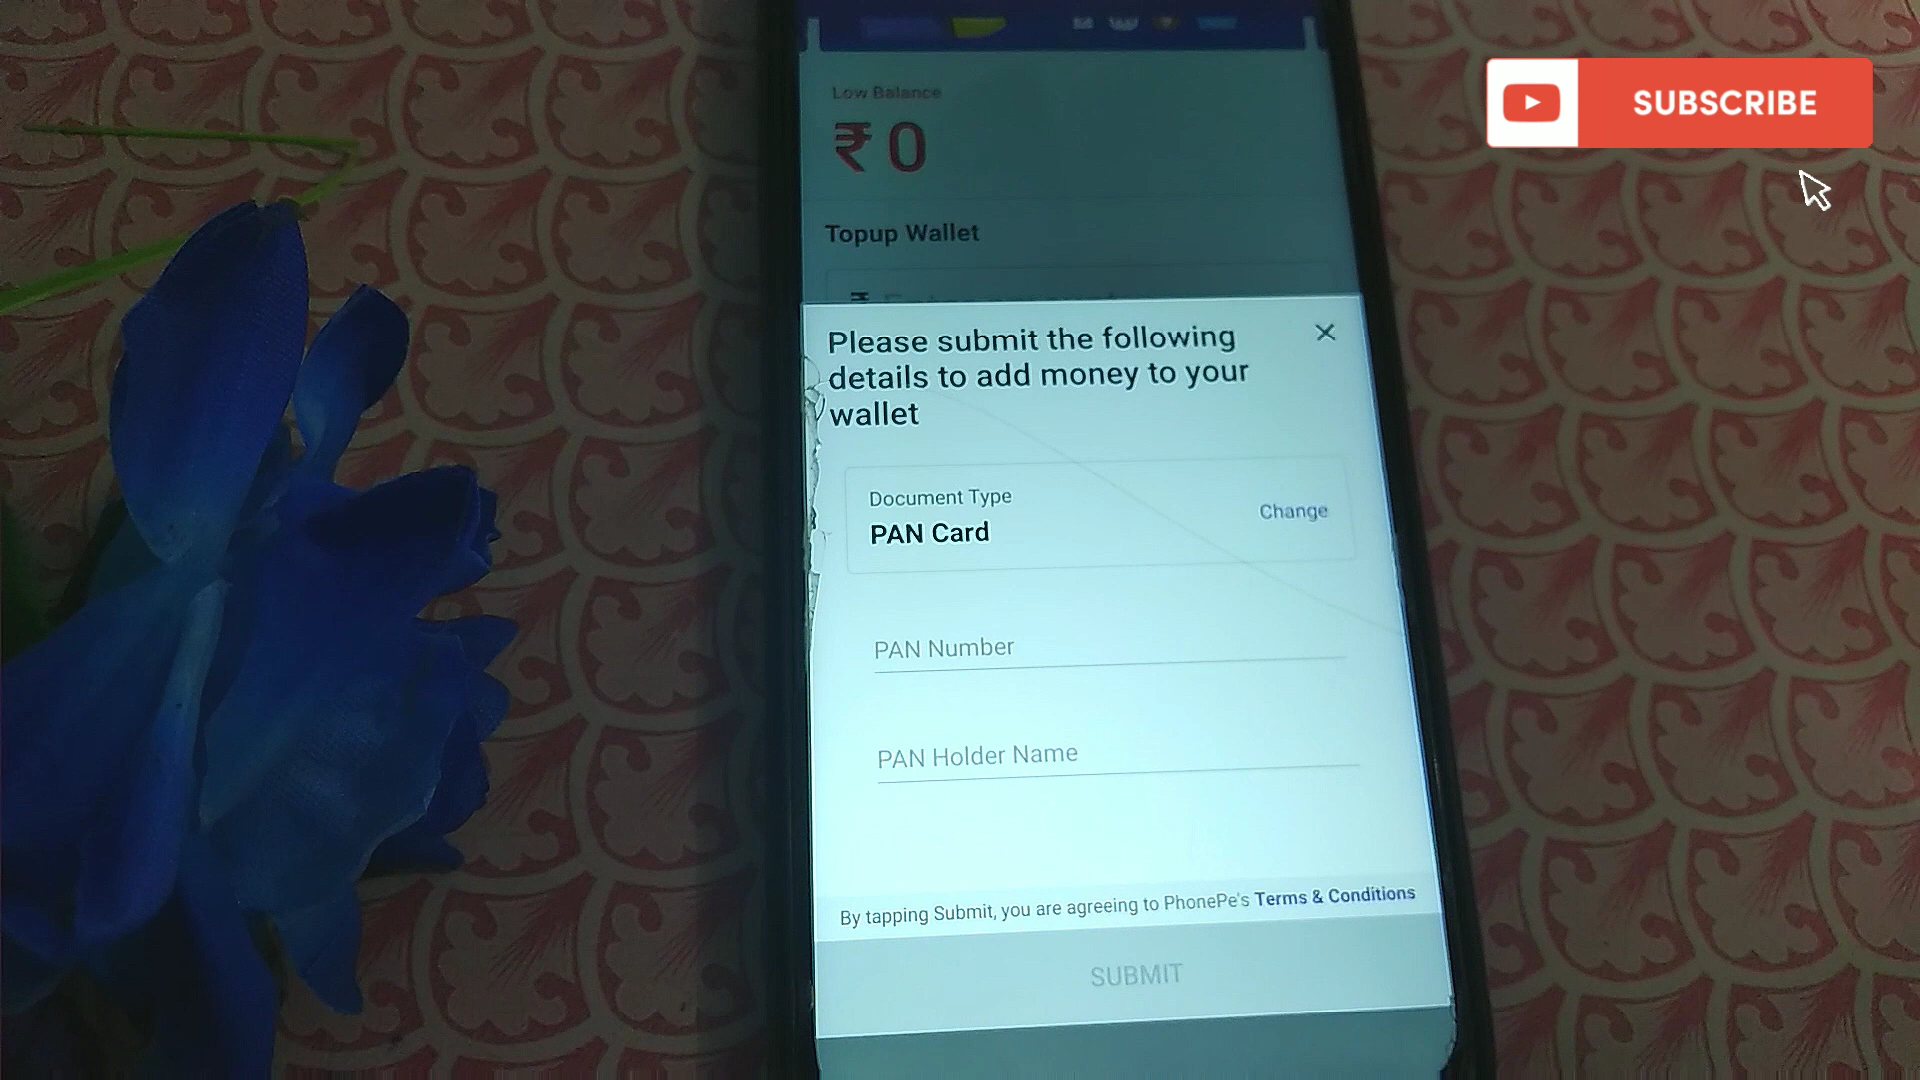 SUBSCRIBE
Low Balance
₹ 0
Topup Wallet
Please submit the following
details to add money to your
wallet
Document Type
PAN Card
Change
PAN Number
PAN Holder Name
By tapping Submit, you are agreeing to PhonePe's Terms & Conditions
SUBMIT